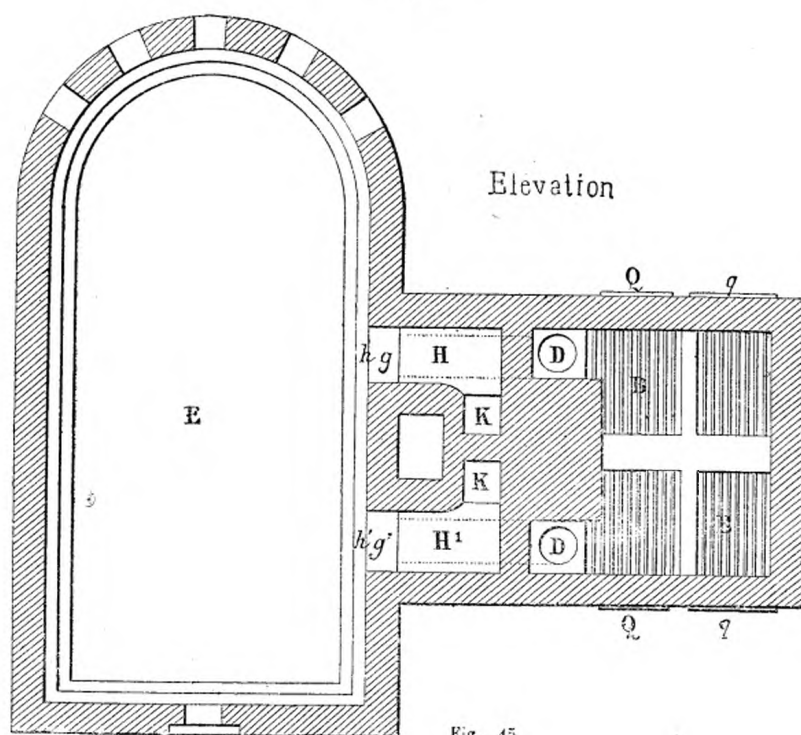 Elevation
Q q
h g H D
B
E K
K
h' g' H¹ D B
Q q
Fig. 45